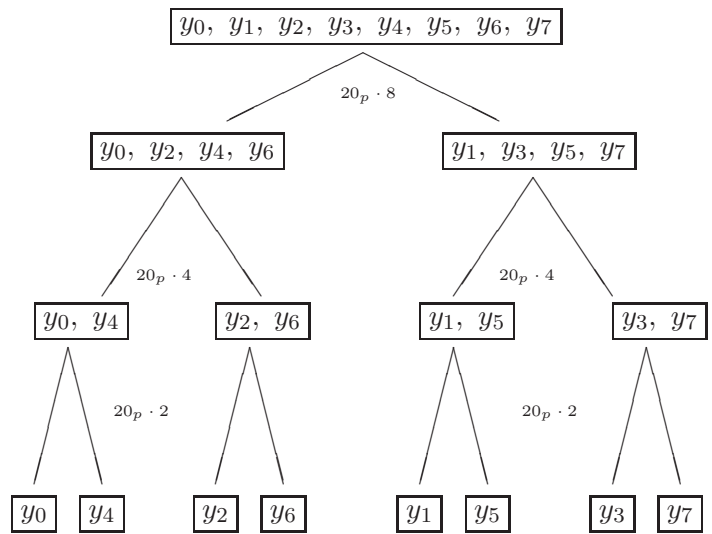 y₀, y₁, y₂, y₃, y₄, y₅, y₆, y₇
20ₚ · 8
y₀, y₂, y₄, y₆ y₁, y₃, y₅, y₇
20ₚ · 4 20ₚ · 4
y₀, y₄ y₂, y₆ y₁, y₅ y₃, y₇
20ₚ · 2 20ₚ · 2
y₀ y₄ y₂ y₆ y₁ y₅ y₃ y₇